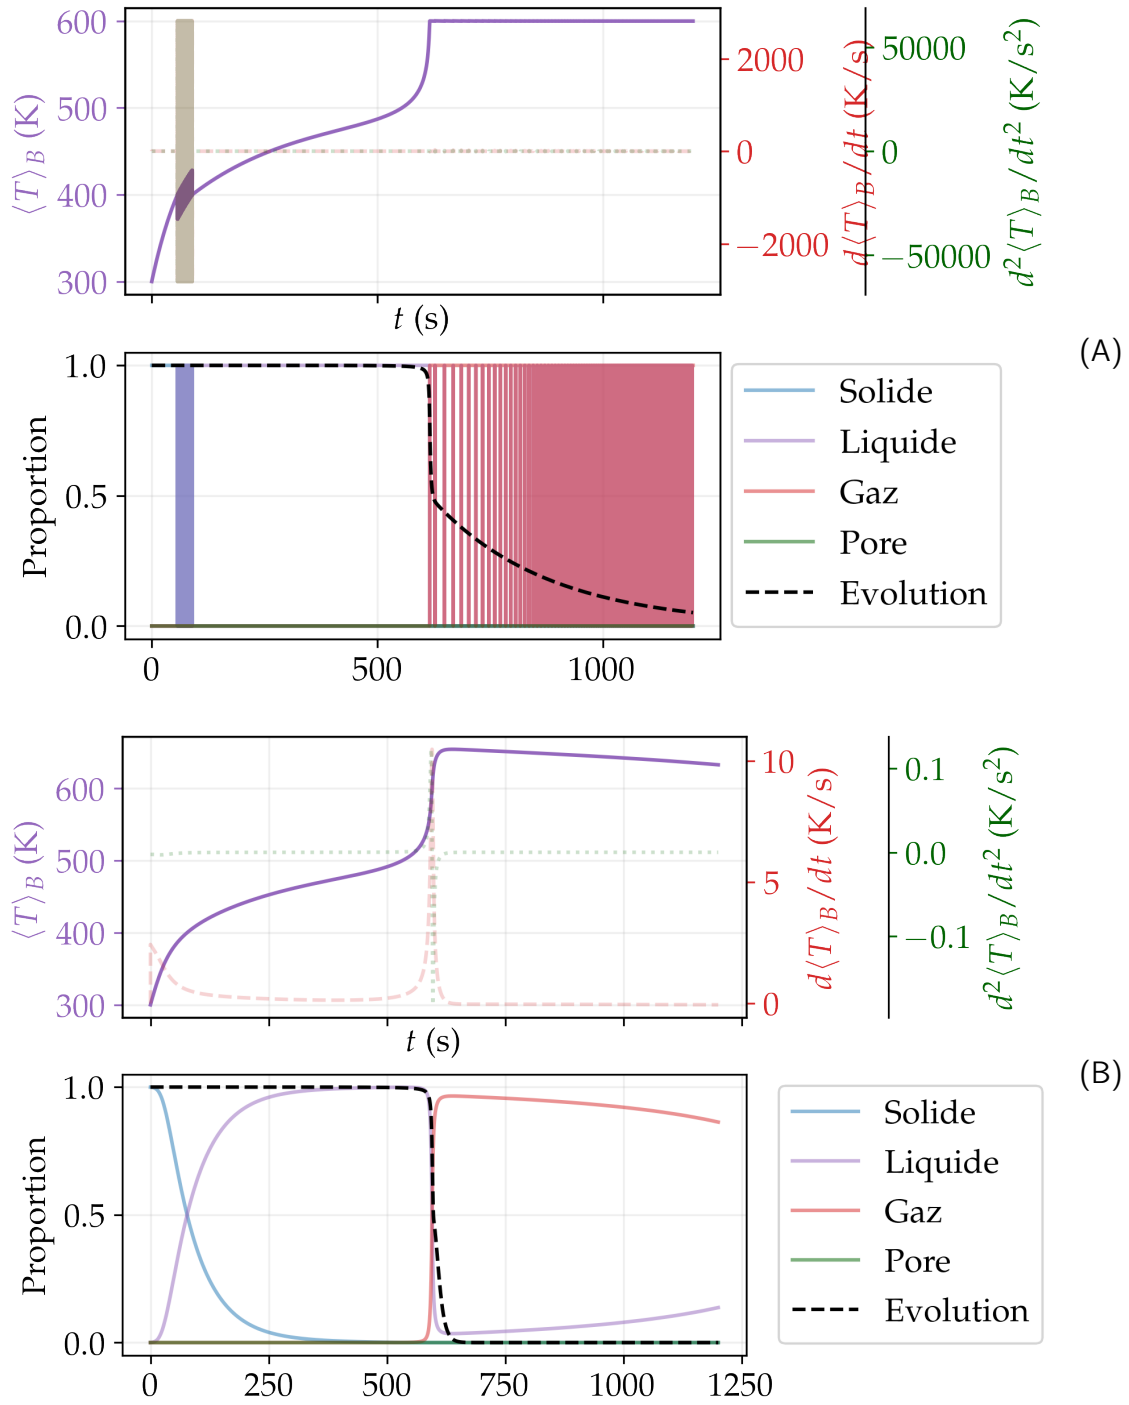 600
500
400
300
⟨T⟩_B (K)
2000
0
−2000
d⟨T⟩_B/dt (K/s)
50000
0
−50000
d²⟨T⟩_B/dt² (K/s²)
t (s)
(A)
1.0
0.5
0.0
Proportion
0 500 1000
Solide
Liquide
Gaz
Pore
Evolution
600
500
400
300
⟨T⟩_B (K)
10
5
0
d⟨T⟩_B/dt (K/s)
0.1
0.0
−0.1
d²⟨T⟩_B/dt² (K/s²)
t (s)
(B)
1.0
0.5
0.0
Proportion
0 250 500 750 1000 1250
Solide
Liquide
Gaz
Pore
Evolution